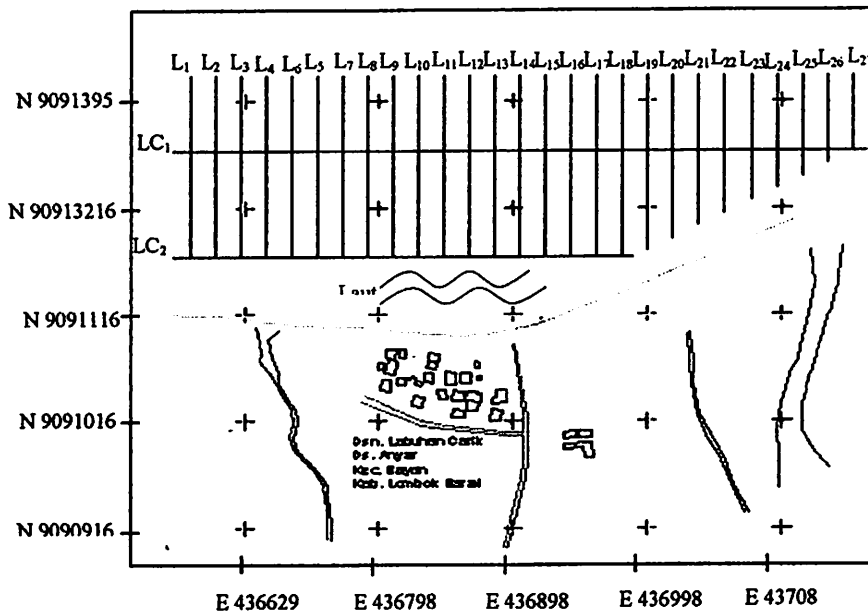 L₁ L₂ L₃ L₄ L₆ L₅ L₇ L₈ L₉ L₁₀ L₁₁ L₁₂ L₁₃ L₁₄ L₁₅ L₁₆ L₁₇ L₁₈ L₁₉ L₂₀ L₂₁ L₂₂ L₂₃ L₂₄ L₂₅ L₂₆
N 9091395
LC₁
N 90913216
LC₂
Laut
N 9091116
N 9091016
Dsn. Labuhan Carik
Ds. Anyar
Kec. Bayan
Kab. Lombok Barat
N 9090916
E 436629 E 436798 E 436898 E 436998 E 43708